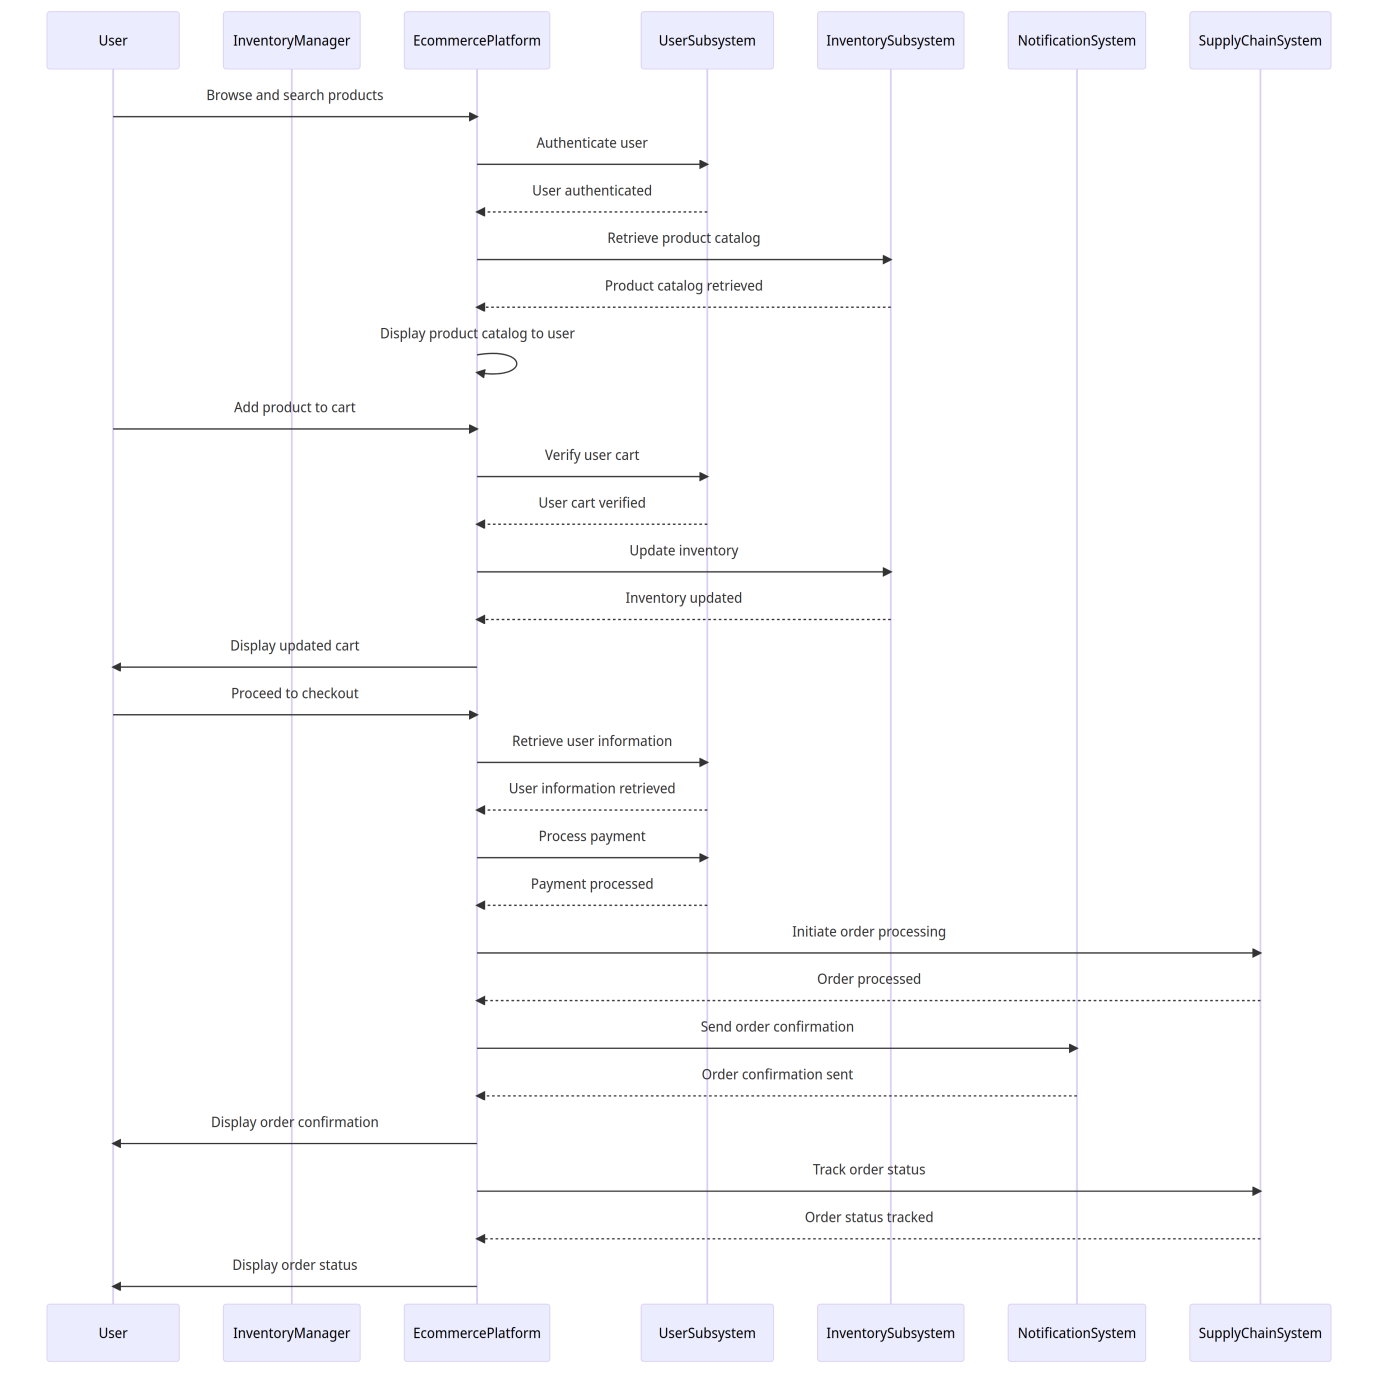 User
InventoryManager
EcommercePlatform
UserSubsystem
InventorySubsystem
NotificationSystem
SupplyChainSystem
Browse and search products
Authenticate user
User authenticated
Retrieve product catalog
Product catalog retrieved
Display product catalog to user
Add product to cart
Verify user cart
User cart verified
Update inventory
Inventory updated
Display updated cart
Proceed to checkout
Retrieve user information
User information retrieved
Process payment
Payment processed
Initiate order processing
Order processed
Send order confirmation
Order confirmation sent
Display order confirmation
Track order status
Order status tracked
Display order status
User
InventoryManager
EcommercePlatform
UserSubsystem
InventorySubsystem
NotificationSystem
SupplyChainSystem